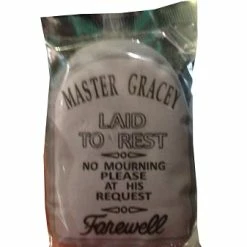 MASTER GRACEY
LAID
TO REST
NO MOURNING
PLEASE
AT HIS
REQUEST
Farewell